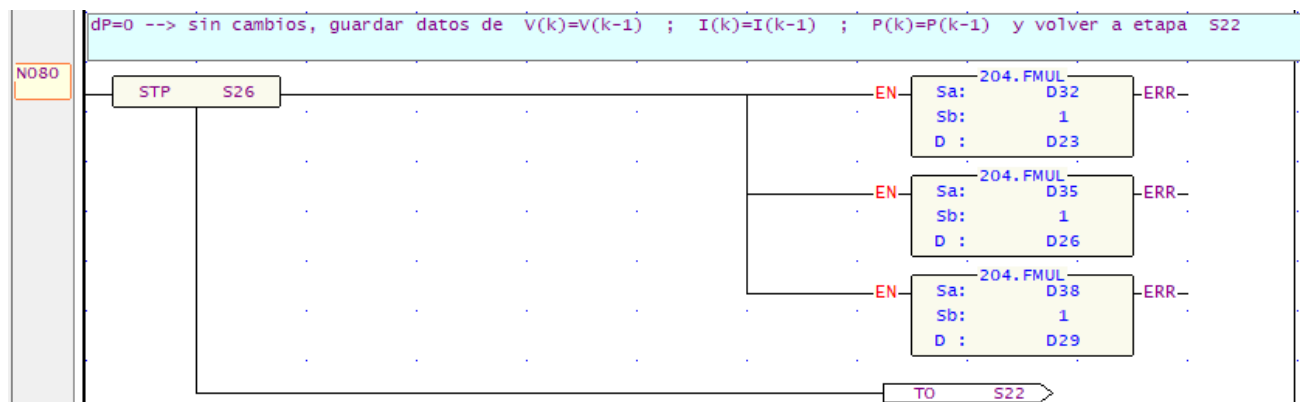 dP=0 --> sin cambios, guardar datos de  V(k)=V(k-1)  ;  I(k)=I(k-1)  ;  P(k)=P(k-1)  y volver a etapa  S22
N080
STP S26
204.FMUL
EN Sa: D32 ERR
Sb: 1
D : D23
204.FMUL
EN Sa: D35 ERR
Sb: 1
D : D26
204.FMUL
EN Sa: D38 ERR
Sb: 1
D : D29
TO S22